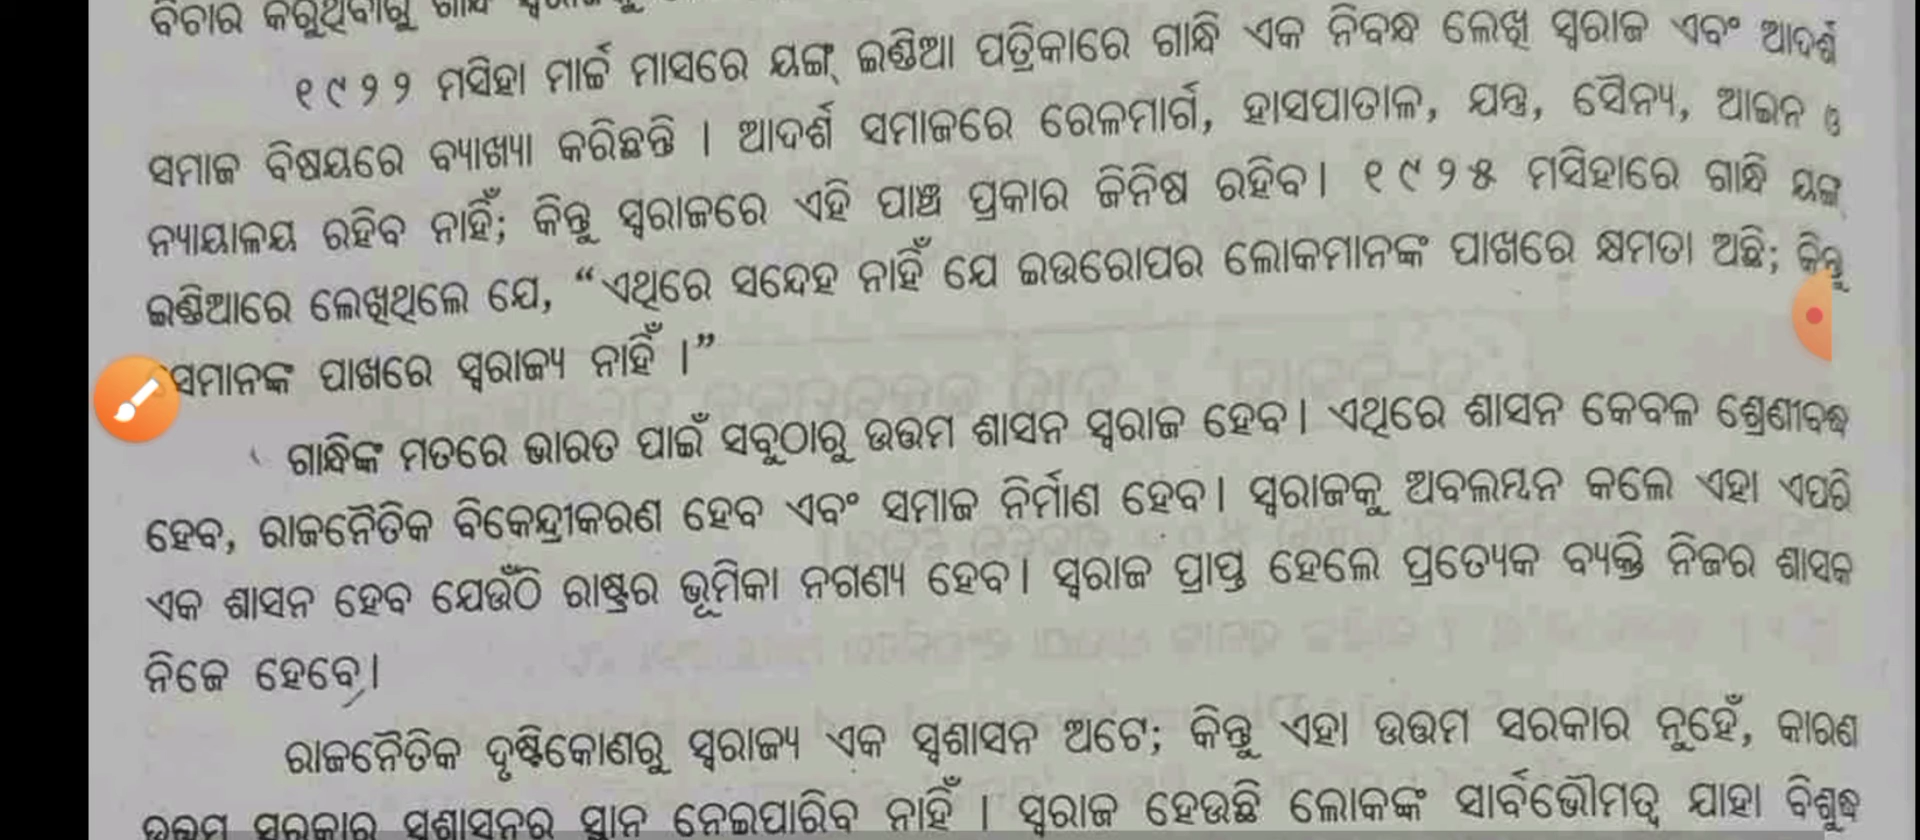 ବିଚାର କରୁଥିବାରୁ
୧୯୨୨ ମସିହା ମାର୍ଚ୍ଚ ମାସରେ ୟଙ୍ଗ୍ ଇଣ୍ଡିଆ ପତ୍ରିକାରେ ଗାନ୍ଧି ଏକ ନିବନ୍ଧ ଲେଖି ସ୍ୱରାଜ ଏବଂ ଆଦର୍ଶ
ସମାଜ ବିଷୟରେ ବ୍ୟାଖ୍ୟା କରିଛନ୍ତି । ଆଦର୍ଶ ସମାଜରେ ରେଳମାର୍ଗ, ହାସପାତାଳ, ଯନ୍ତ୍ର, ସୈନ୍ୟ, ଆଇନ ଓ
ନ୍ୟାୟାଳୟ ରହିବ ନାହିଁ; କିନ୍ତୁ ସ୍ୱରାଜରେ ଏହି ପାଞ୍ଚ ପ୍ରକାର ଜିନିଷ ରହିବ। ୧୯୨୫ ମସିହାରେ ଗାନ୍ଧି ୟଙ୍ଗ୍
ଇଣ୍ଡିଆରେ ଲେଖିଥିଲେ ଯେ, “ଏଥିରେ ସନ୍ଦେହ ନାହିଁ ଯେ ଇଉରୋପର ଲୋକମାନଙ୍କ ପାଖରେ କ୍ଷମତା ଅଛି; କିନ୍ତୁ
ସେମାନଙ୍କ ପାଖରେ ସ୍ୱରାଜ୍ୟ ନାହିଁ ।”
ଗାନ୍ଧିଙ୍କ ମତରେ ଭାରତ ପାଇଁ ସବୁଠାରୁ ଉତ୍ତମ ଶାସନ ସ୍ୱରାଜ ହେବ। ଏଥିରେ ଶାସନ କେବଳ ଶ୍ରେଣୀବଦ୍ଧ
ହେବ, ରାଜନୈତିକ ବିକେନ୍ଦ୍ରୀକରଣ ହେବ ଏବଂ ସମାଜ ନିର୍ମାଣ ହେବ। ସ୍ୱରାଜକୁ ଅବଲମ୍ବନ କଲେ ଏହା ଏପରି
ଏକ ଶାସନ ହେବ ଯେଉଁଠି ରାଷ୍ଟ୍ରର ଭୂମିକା ନଗଣ୍ୟ ହେବ। ସ୍ୱରାଜ ପ୍ରାପ୍ତ ହେଲେ ପ୍ରତ୍ୟେକ ବ୍ୟକ୍ତି ନିଜର ଶାସକ
ନିଜେ ହେବେ।
ରାଜନୈତିକ ଦୃଷ୍ଟିକୋଣରୁ ସ୍ୱରାଜ୍ୟ ଏକ ସ୍ୱଶାସନ ଅଟେ; କିନ୍ତୁ ଏହା ଉତ୍ତମ ସରକାର ନୁହେଁ, କାରଣ
ଉତ୍ତମ ସରକାର ସ୍ୱଶାସନର ସ୍ଥାନ ନେଇପାରିବ ନାହିଁ । ସ୍ୱରାଜ ହେଉଛି ଲୋକଙ୍କ ସାର୍ବଭୌମତ୍ୱ ଯାହା ବିଶୁଦ୍ଧ